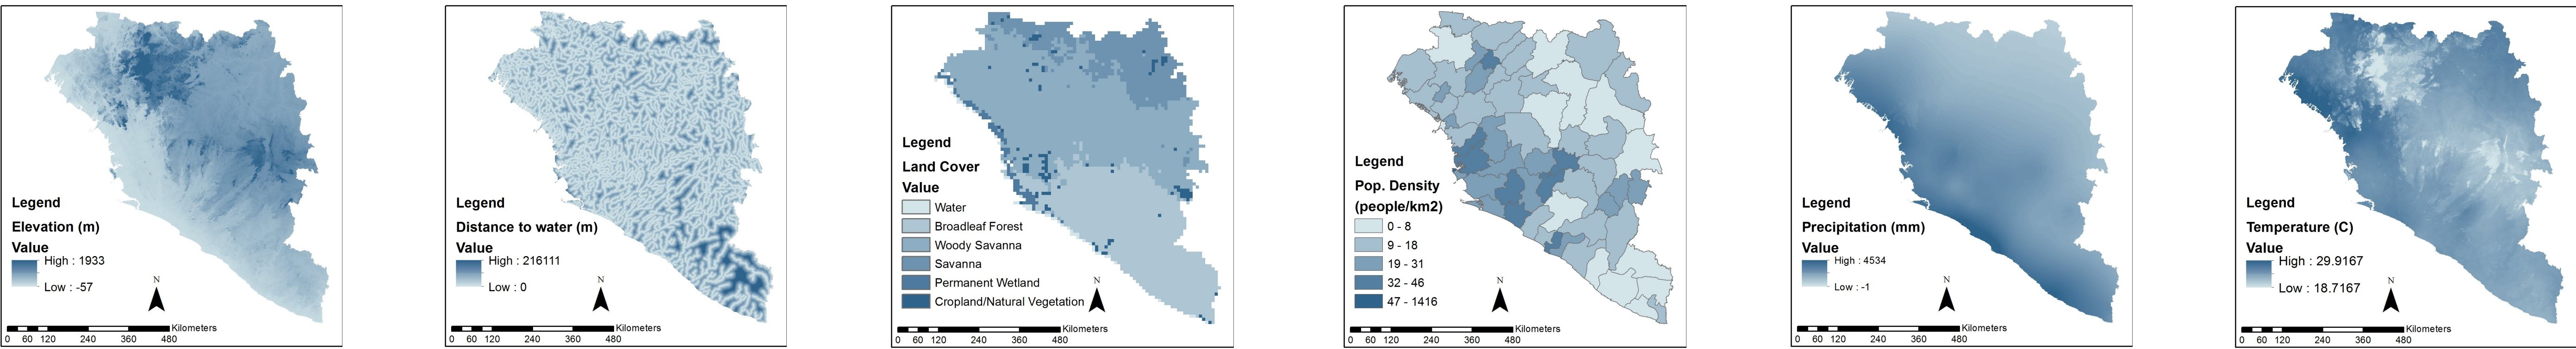 Legend
Elevation (m)
Value
High : 1933
Low : -57
N
Kilometers
0 60 120 240 360 480
Legend
Distance to water (m)
Value
High : 216111
Low : 0
N
Kilometers
0 60 120 240 360 480
Legend
Land Cover
Value
Water
Broadleaf Forest
Woody Savanna
Savanna
Permanent Wetland
Cropland/Natural Vegetation
N
Kilometers
0 60 120 240 360 480
Legend
Pop. Density
(people/km2)
0 - 8
9 - 18
19 - 31
32 - 46
47 - 1416
N
Kilometers
0 60 120 240 360 480
Legend
Precipitation (mm)
Value
High : 4534
Low : -1
N
Kilometers
0 60 120 240 360 480
Legend
Temperature (C)
Value
High : 29.9167
Low : 18.7167
N
Kilometers
0 60 120 240 360 480